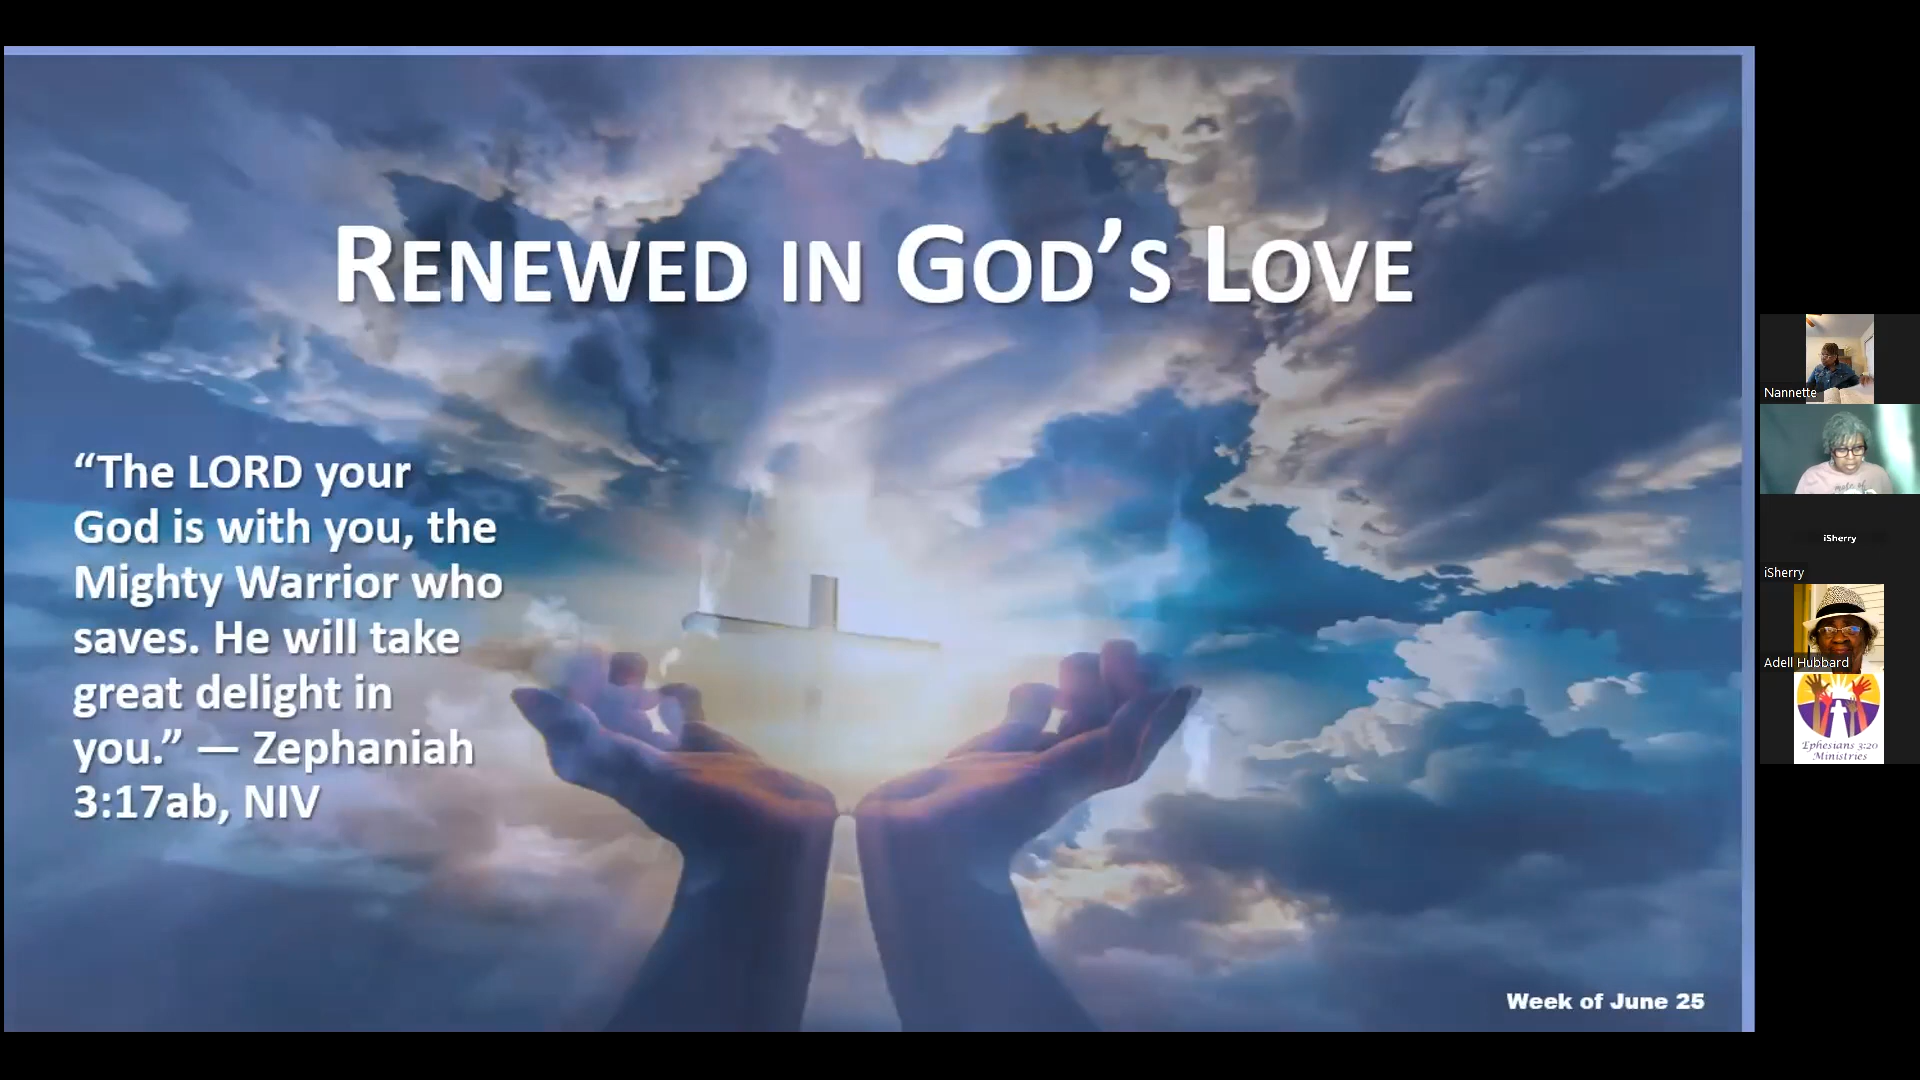 RENEWED IN GOD'S LOVE
“The LORD your
God is with you, the
Mighty Warrior who
saves. He will take
great delight in
you.” — Zephaniah
3:17ab, NIV
Week of June 25
Nannette
iSherry
iSherry
Adell Hubbard
Ephesians 3:20
Ministries